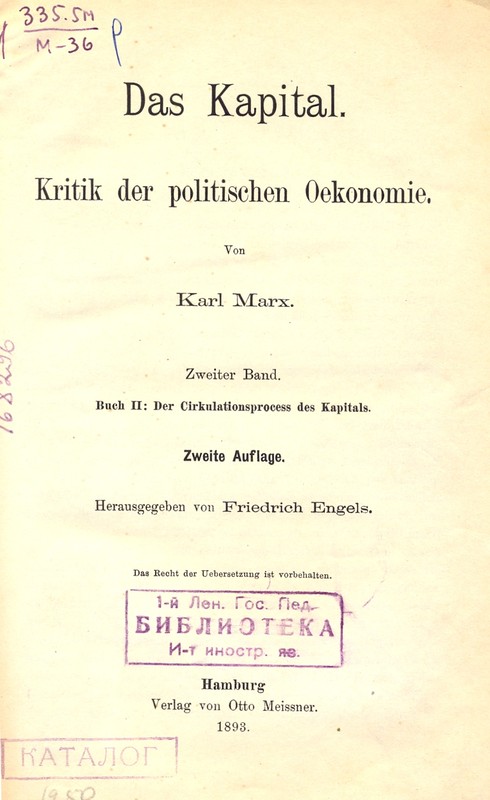 335.5м
М-36
Das Kapital.
Kritik der politischen Oekonomie.
Von
Karl Marx.
Zweiter Band.
Buch II: Der Cirkulationsprocess des Kapitals.
Zweite Auflage.
Herausgegeben von Friedrich Engels.
Das Recht der Uebersetzung ist vorbehalten.
1-й Лен. Гос. Пед.
БИБЛИОТЕКА
И-т иностр. яз.
Hamburg
Verlag von Otto Meissner.
1893.
КАТАЛОГ
1950
168296